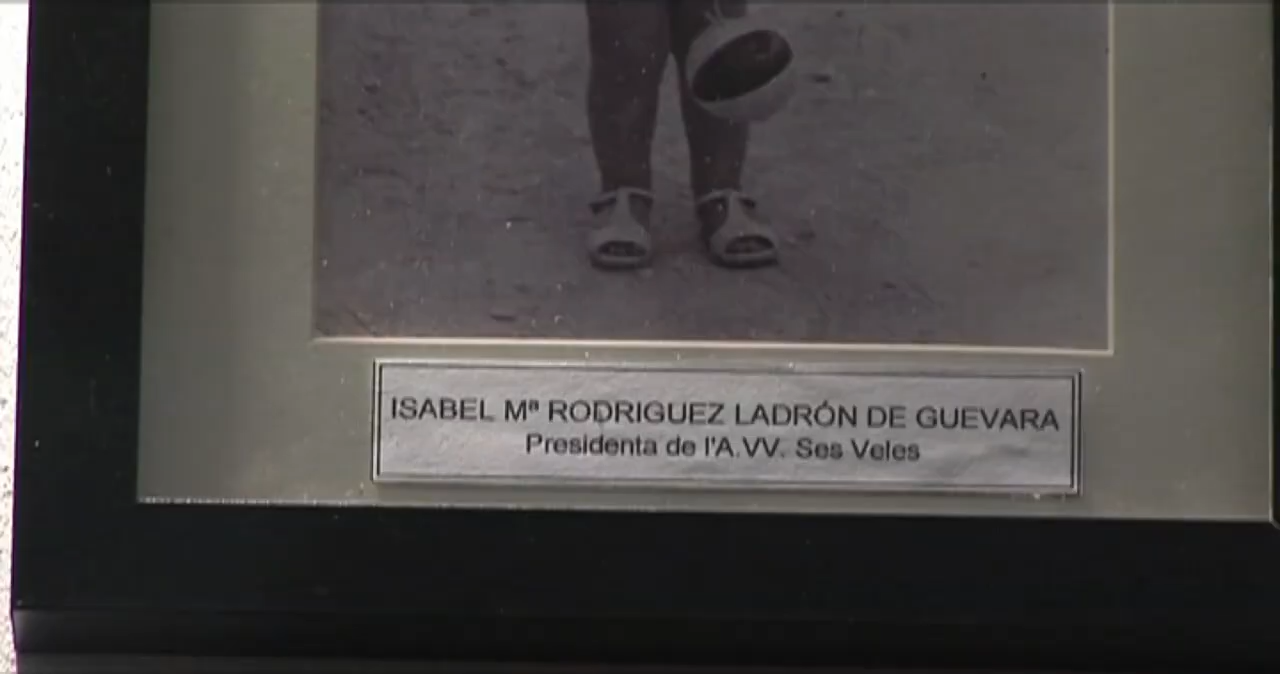 ISABEL Mª RODRIGUEZ LADRÓN DE GUEVARA
Presidenta de l'A.VV. Ses Veles